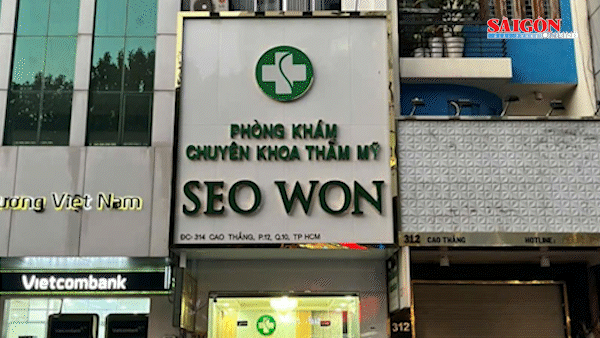 SAIGON
PHÒNG KHÁM
CHUYÊN KHOA THẨM MỸ
SEO WON
ĐC-314 CAO THẮNG, P.12, Q.10, TP HCM
ương Việt Nam
312 CAO THẮNG HOTLINE:
Vietcombank
312